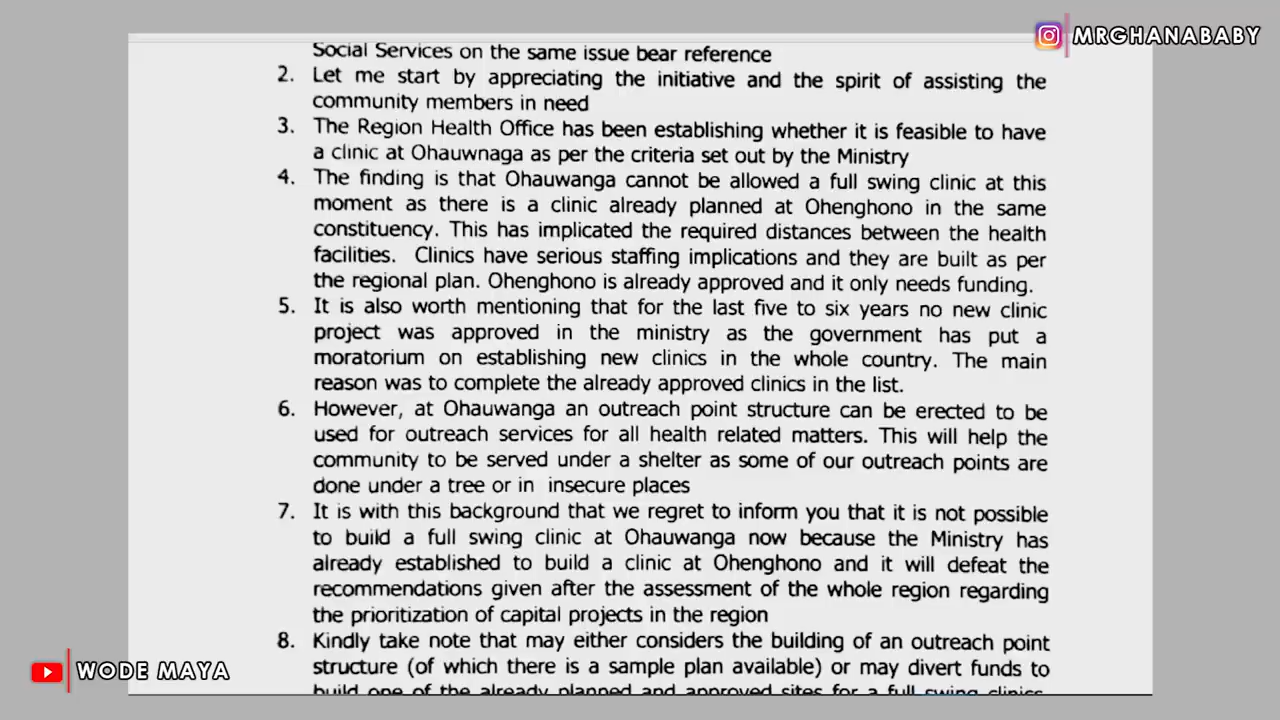 MRGHANABABY
Social Services on the same issue bear reference
2. Let me start by appreciating the initiative and the spirit of assisting the
community members in need
3. The Region Health Office has been establishing whether it is feasible to have
a clinic at Ohauwnaga as per the criteria set out by the Ministry
4. The finding is that Ohauwanga cannot be allowed a full swing clinic at this
moment as there is a clinic already planned at Ohenghono in the same
constituency. This has implicated the required distances between the health
facilities. Clinics have serious staffing implications and they are built as per
the regional plan. Ohenghono is already approved and it only needs funding.
5. It is also worth mentioning that for the last five to six years no new clinic
project was approved in the ministry as the government has put a
moratorium on establishing new clinics in the whole country. The main
reason was to complete the already approved clinics in the list.
6. However, at Ohauwanga an outreach point structure can be erected to be
used for outreach services for all health related matters. This will help the
community to be served under a shelter as some of our outreach points are
done under a tree or in insecure places
7. It is with this background that we regret to inform you that it is not possible
to build a full swing clinic at Ohauwanga now because the Ministry has
already established to build a clinic at Ohenghono and it will defeat the
recommendations given after the assessment of the whole region regarding
the prioritization of capital projects in the region
8. Kindly take note that may either considers the building of an outreach point
structure (of which there is a sample plan available) or may divert funds to
build one of the already planned and approved sites for a full swing clinics.
WODE MAYA